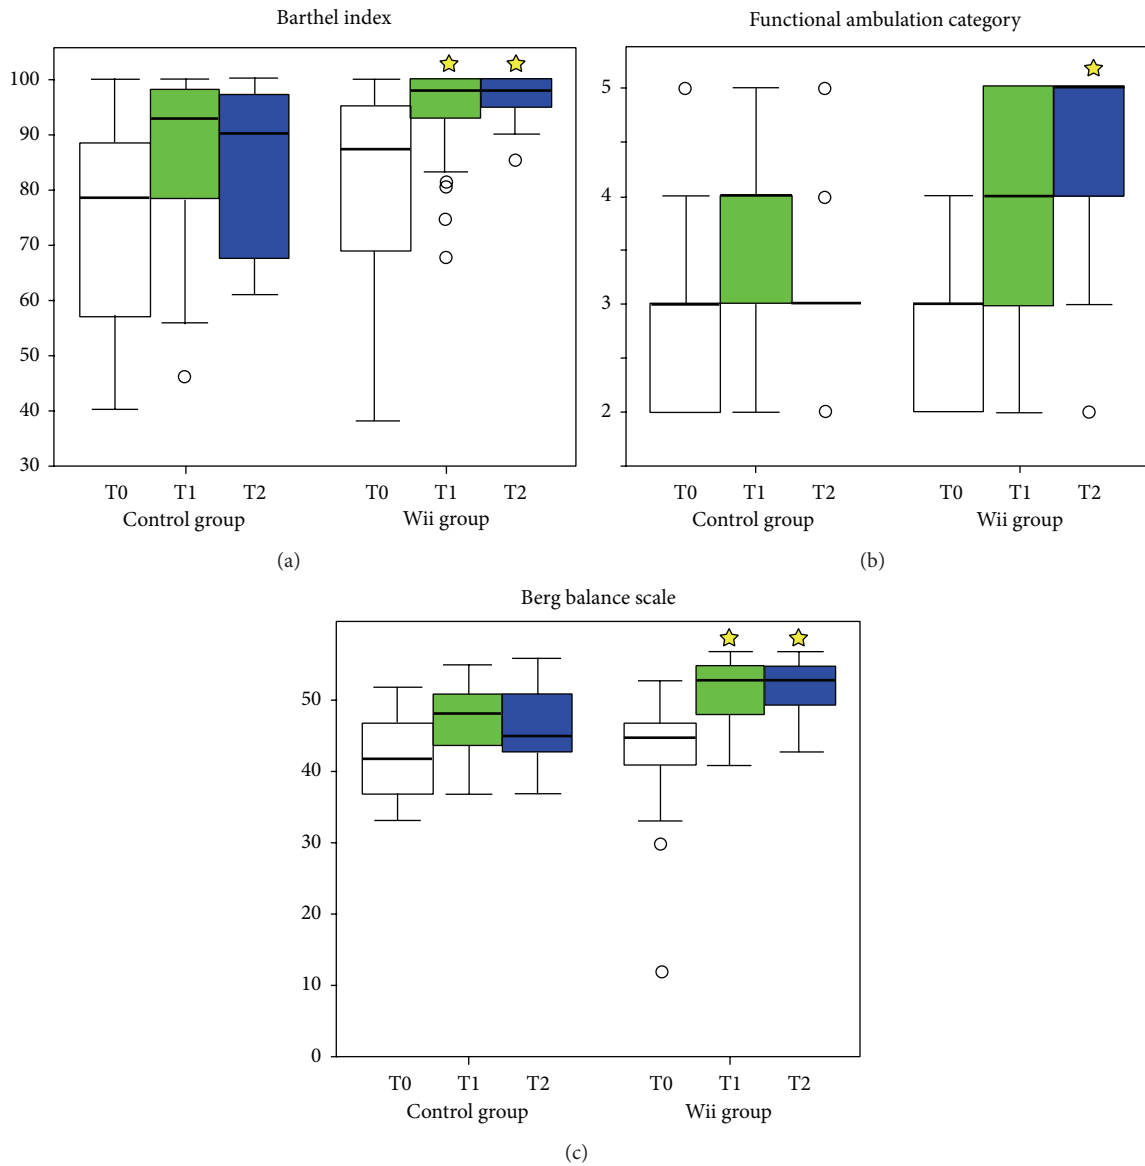 Barthel index
100
90
80
70
60
50
40
30
T0 T1 T2 T0 T1 T2
Control group Wii group
(a)
Functional ambulation category
5
4
3
2
T0 T1 T2 T0 T1 T2
Control group Wii group
(b)
Berg balance scale
50
40
30
20
10
0
T0 T1 T2 T0 T1 T2
Control group Wii group
(c)